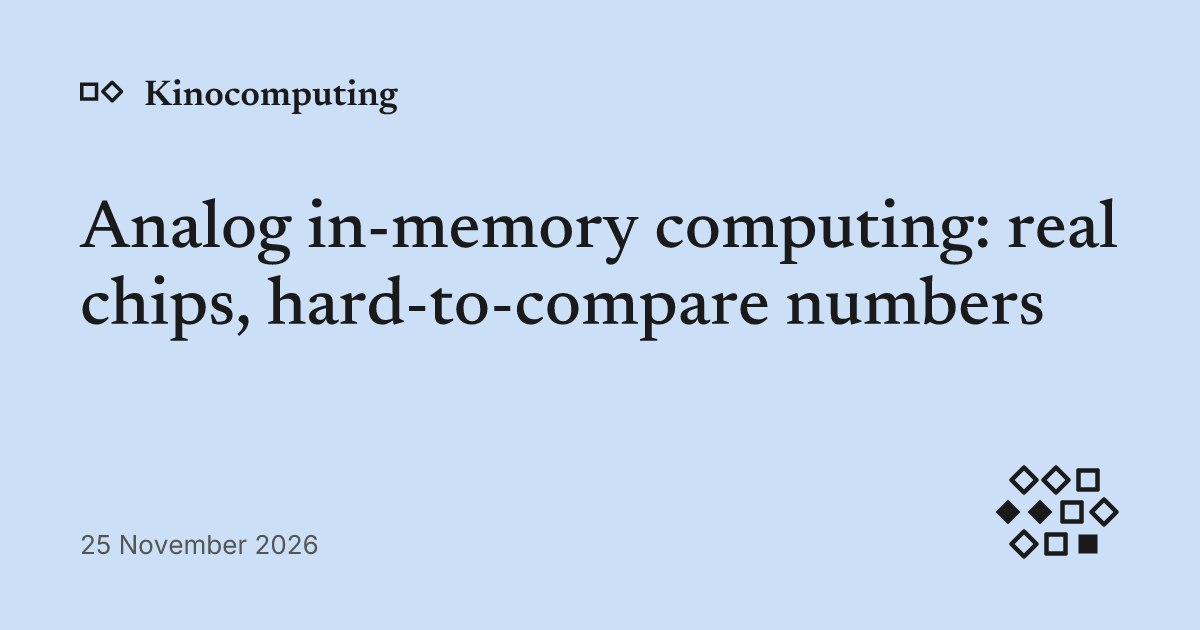 Kinocomputing
Analog in-memory computing: real
chips, hard-to-compare numbers
25 November 2026